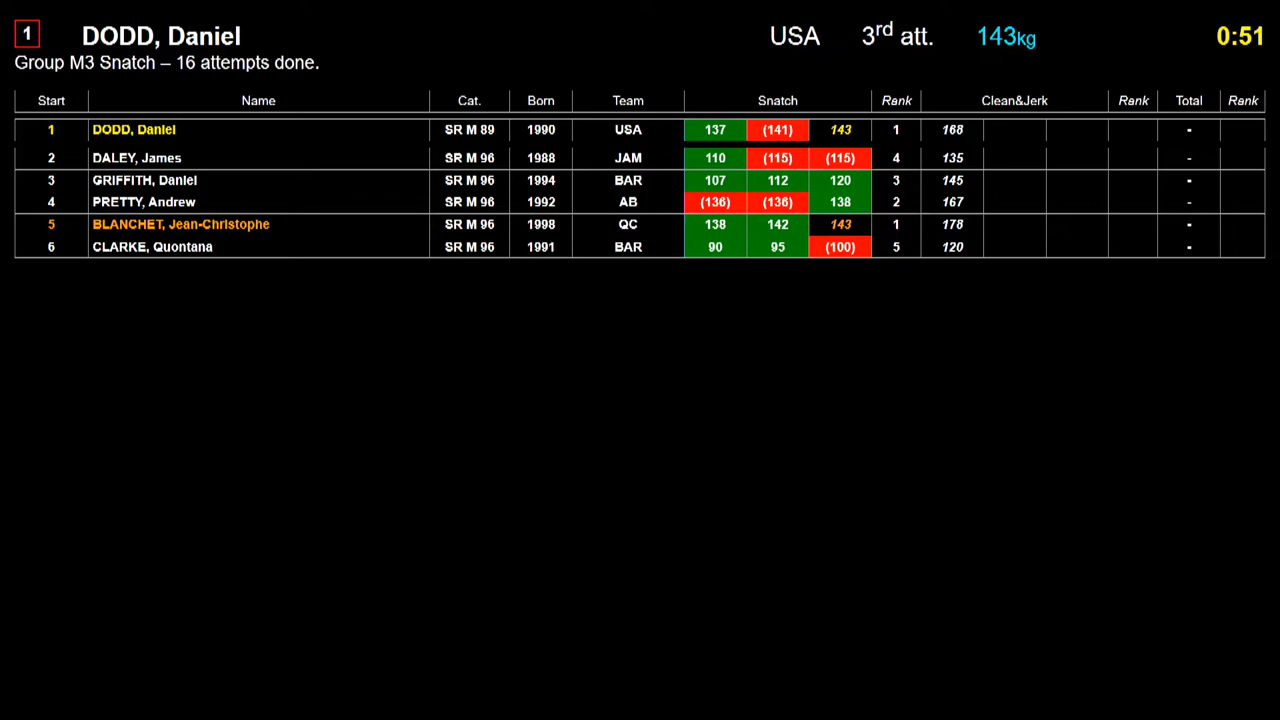 1 DODD, Daniel USA 3rd att. 143kg 0:51
Group M3 Snatch – 16 attempts done.
Start Name Cat. Born Team Snatch Rank Clean&Jerk Rank Total Rank
1 DODD, Daniel SR M 89 1990 USA 137 (141) 143 1 168 -
2 DALEY, James SR M 96 1988 JAM 110 (115) (115) 4 135 -
3 GRIFFITH, Daniel SR M 96 1994 BAR 107 112 120 3 145 -
4 PRETTY, Andrew SR M 96 1992 AB (136) (136) 138 2 167 -
5 BLANCHET, Jean-Christophe SR M 96 1998 QC 138 142 143 1 178 -
6 CLARKE, Quontana SR M 96 1991 BAR 90 95 (100) 5 120 -